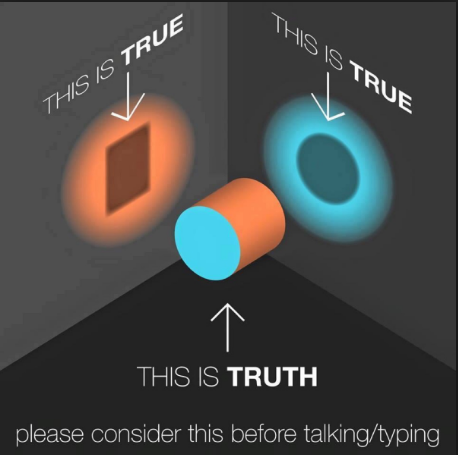 THIS IS TRUE
THIS IS TRUE
THIS IS TRUTH
please consider this before talking/typing